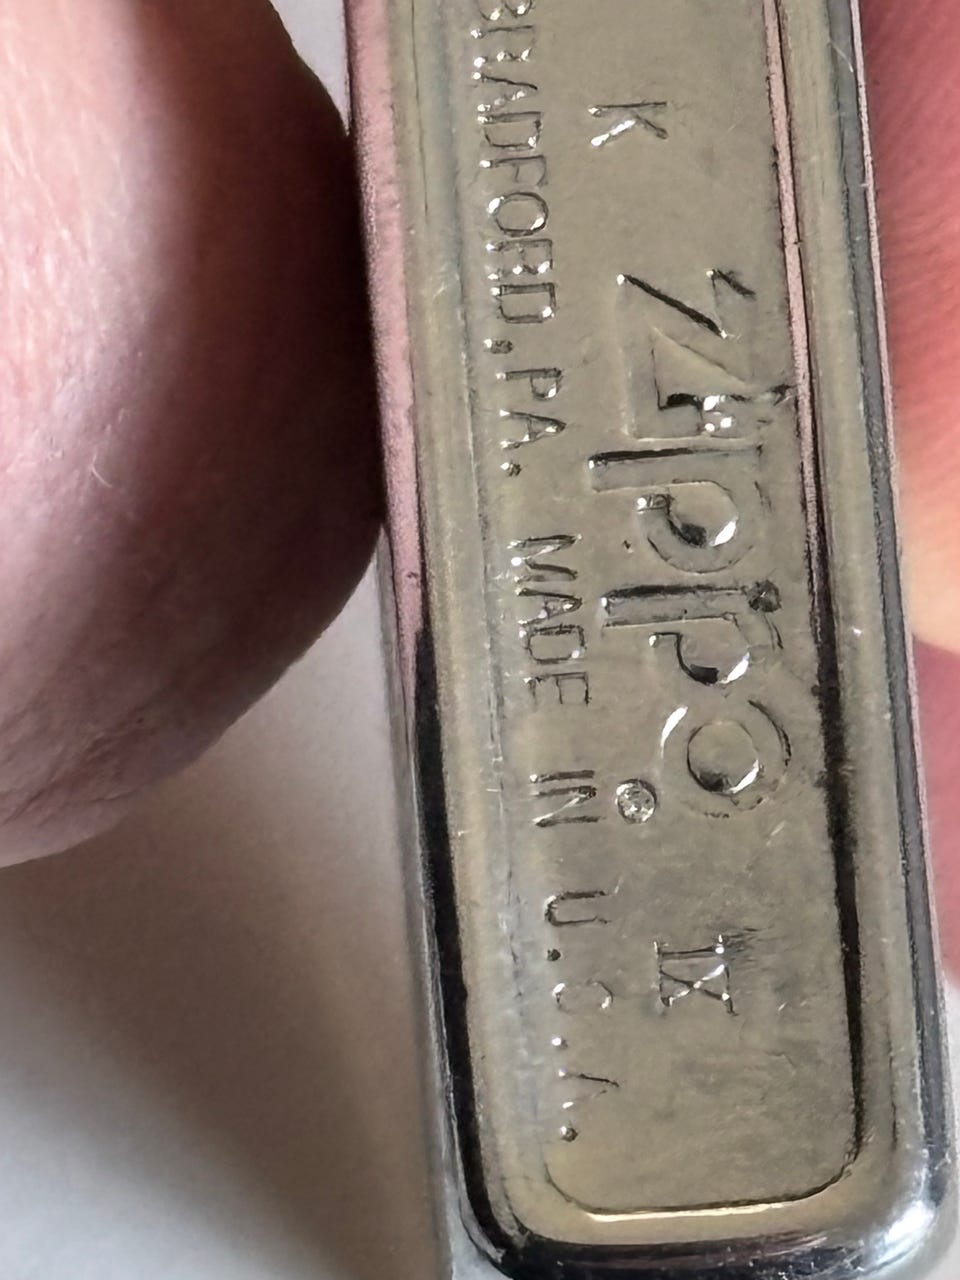 K Zippo IX
BRADFORD, PA. MADE IN U.S.A.